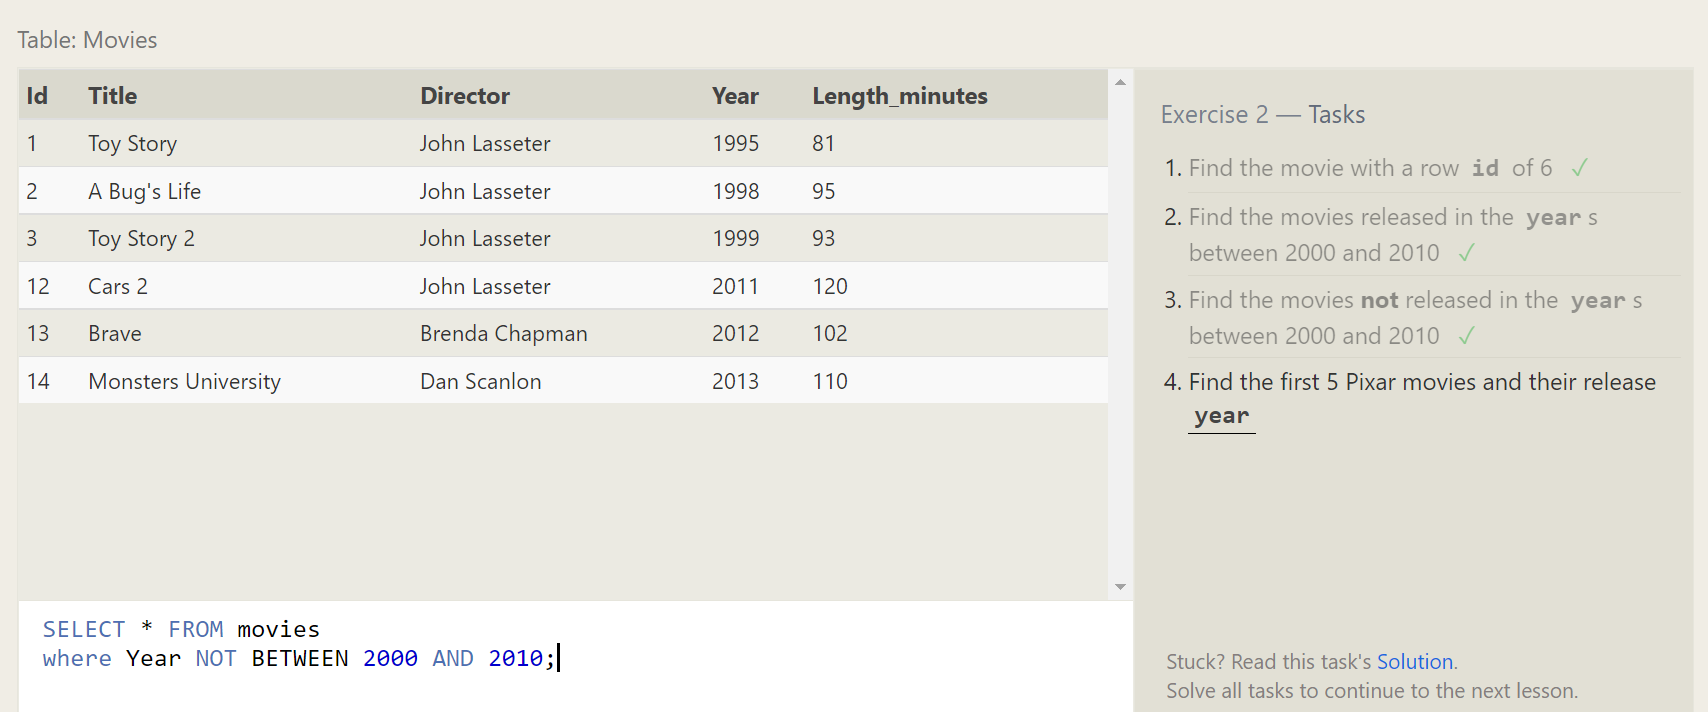 Table: Movies
Id Title Director Year Length_minutes
1 Toy Story John Lasseter 1995 81
2 A Bug's Life John Lasseter 1998 95
3 Toy Story 2 John Lasseter 1999 93
12 Cars 2 John Lasseter 2011 120
13 Brave Brenda Chapman 2012 102
14 Monsters University Dan Scanlon 2013 110
SELECT * FROM movies
where Year NOT BETWEEN 2000 AND 2010;
Exercise 2 — Tasks
1. Find the movie with a row id of 6 ✓
2. Find the movies released in the year s
between 2000 and 2010 ✓
3. Find the movies not released in the year s
between 2000 and 2010 ✓
4. Find the first 5 Pixar movies and their release
year
Stuck? Read this task's Solution.
Solve all tasks to continue to the next lesson.